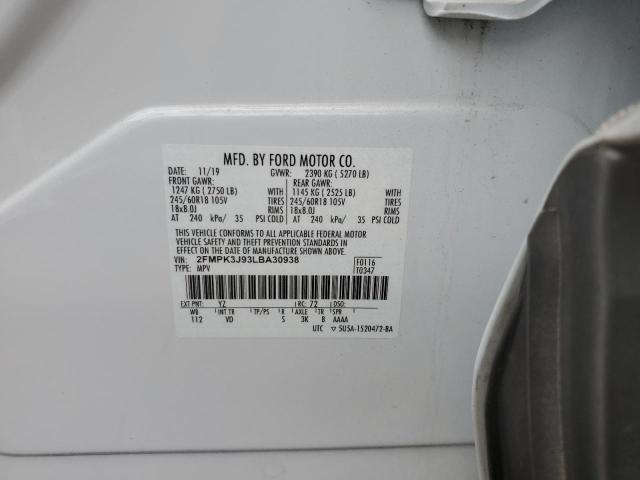 MFD. BY FORD MOTOR CO.
DATE: 11/19 GVWR: 2390 KG ( 5270 LB)
FRONT GAWR: REAR GAWR:
1247 KG ( 2750 LB) WITH 1145 KG ( 2525 LB) WITH
245/60R18 105V TIRES 245/60R18 105V TIRES
18x8.0J RIMS 18x8.0J RIMS
AT 240 kPa/ 35 PSI COLD AT 240 kPa/ 35 PSI COLD
THIS VEHICLE CONFORMS TO ALL APPLICABLE FEDERAL MOTOR
VEHICLE SAFETY AND THEFT PREVENTION STANDARDS IN
EFFECT ON THE DATE OF MANUFACTURE SHOWN ABOVE.
VIN: 2FMPK3J93LBA30938 F0116
TYPE: MPV T0347
EXT PNT: YZ RC: 72 DSO:
WB INT TR TP/PS R AXLE TR SPR
112 VD S 3K B AAAA
UTC ▽ SU5A-1520472-BA